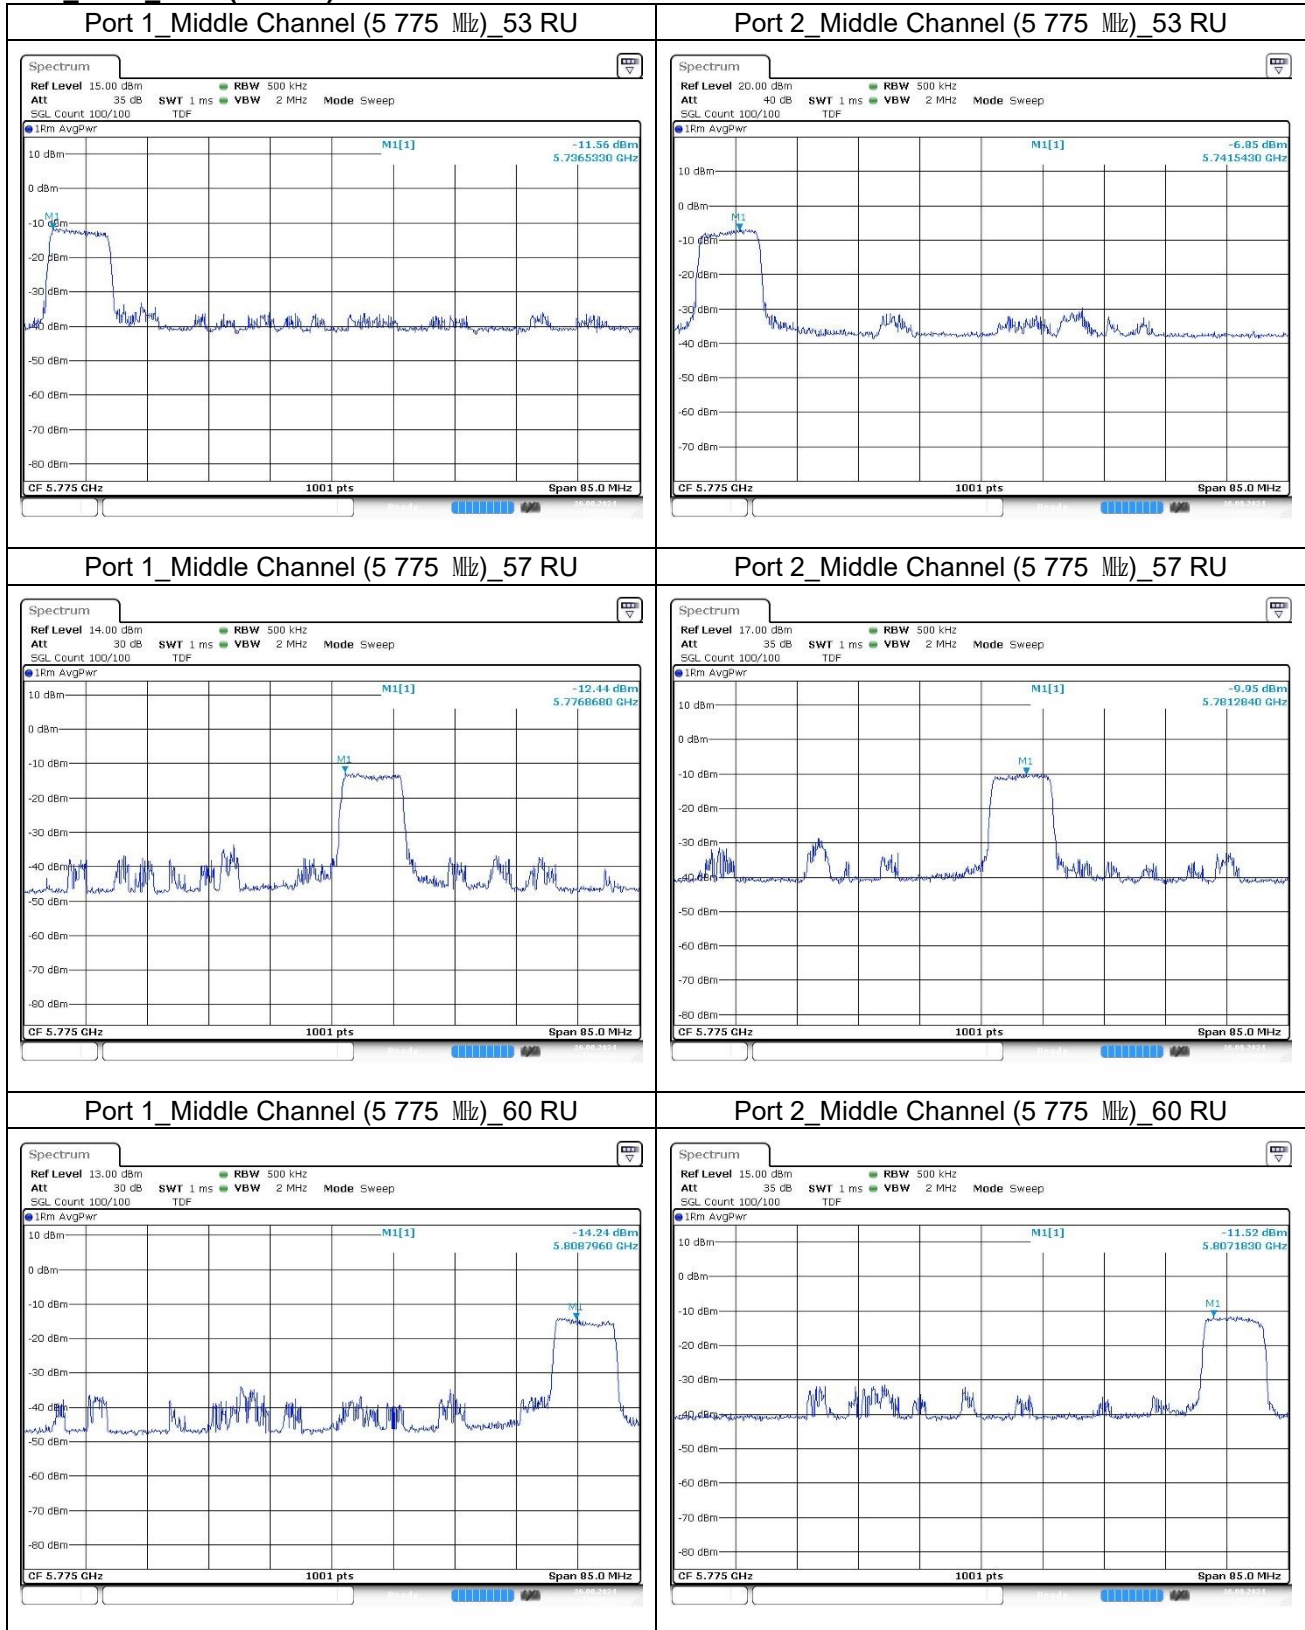 Port 1_Middle Channel (5 775 ㎒)_53 RU
Port 2_Middle Channel (5 775 ㎒)_53 RU
Spectrum
Ref Level 15.00 dBm RBW 500 kHz
Att 35 dB SWT 1 ms VBW 2 MHz Mode Sweep
SGL Count 100/100 TDF
1Rm AvgPwr
M1[1] -11.56 dBm
5.7365330 GHz
10 dBm
0 dBm
M1
-10 dBm
-20 dBm
-30 dBm
-40 dBm
-50 dBm
-60 dBm
-70 dBm
-80 dBm
CF 5.775 GHz 1001 pts Span 85.0 MHz
Spectrum
Ref Level 20.00 dBm RBW 500 kHz
Att 40 dB SWT 1 ms VBW 2 MHz Mode Sweep
SGL Count 100/100 TDF
1Rm AvgPwr
M1[1] -6.85 dBm
5.7415430 GHz
10 dBm
0 dBm
M1
-10 dBm
-20 dBm
-30 dBm
-40 dBm
-50 dBm
-60 dBm
-70 dBm
CF 5.775 GHz 1001 pts Span 85.0 MHz
Port 1_Middle Channel (5 775 ㎒)_57 RU
Port 2_Middle Channel (5 775 ㎒)_57 RU
Spectrum
Ref Level 14.00 dBm RBW 500 kHz
Att 30 dB SWT 1 ms VBW 2 MHz Mode Sweep
SGL Count 100/100 TDF
1Rm AvgPwr
M1[1] -12.44 dBm
5.7768680 GHz
10 dBm
0 dBm
M1
-10 dBm
-20 dBm
-30 dBm
-40 dBm
-50 dBm
-60 dBm
-70 dBm
-80 dBm
CF 5.775 GHz 1001 pts Span 85.0 MHz
Spectrum
Ref Level 17.00 dBm RBW 500 kHz
Att 35 dB SWT 1 ms VBW 2 MHz Mode Sweep
SGL Count 100/100 TDF
1Rm AvgPwr
M1[1] -9.95 dBm
5.7812840 GHz
10 dBm
0 dBm
M1
-10 dBm
-20 dBm
-30 dBm
-40 dBm
-50 dBm
-60 dBm
-70 dBm
-80 dBm
CF 5.775 GHz 1001 pts Span 85.0 MHz
Port 1_Middle Channel (5 775 ㎒)_60 RU
Port 2_Middle Channel (5 775 ㎒)_60 RU
Spectrum
Ref Level 13.00 dBm RBW 500 kHz
Att 30 dB SWT 1 ms VBW 2 MHz Mode Sweep
SGL Count 100/100 TDF
1Rm AvgPwr
M1[1] -14.24 dBm
5.8087960 GHz
10 dBm
0 dBm
-10 dBm
M1
-20 dBm
-30 dBm
-40 dBm
-50 dBm
-60 dBm
-70 dBm
-80 dBm
CF 5.775 GHz 1001 pts Span 85.0 MHz
Spectrum
Ref Level 15.00 dBm RBW 500 kHz
Att 35 dB SWT 1 ms VBW 2 MHz Mode Sweep
SGL Count 100/100 TDF
1Rm AvgPwr
M1[1] -11.52 dBm
5.8071830 GHz
10 dBm
0 dBm
M1
-10 dBm
-20 dBm
-30 dBm
-40 dBm
-50 dBm
-60 dBm
-70 dBm
-80 dBm
CF 5.775 GHz 1001 pts Span 85.0 MHz